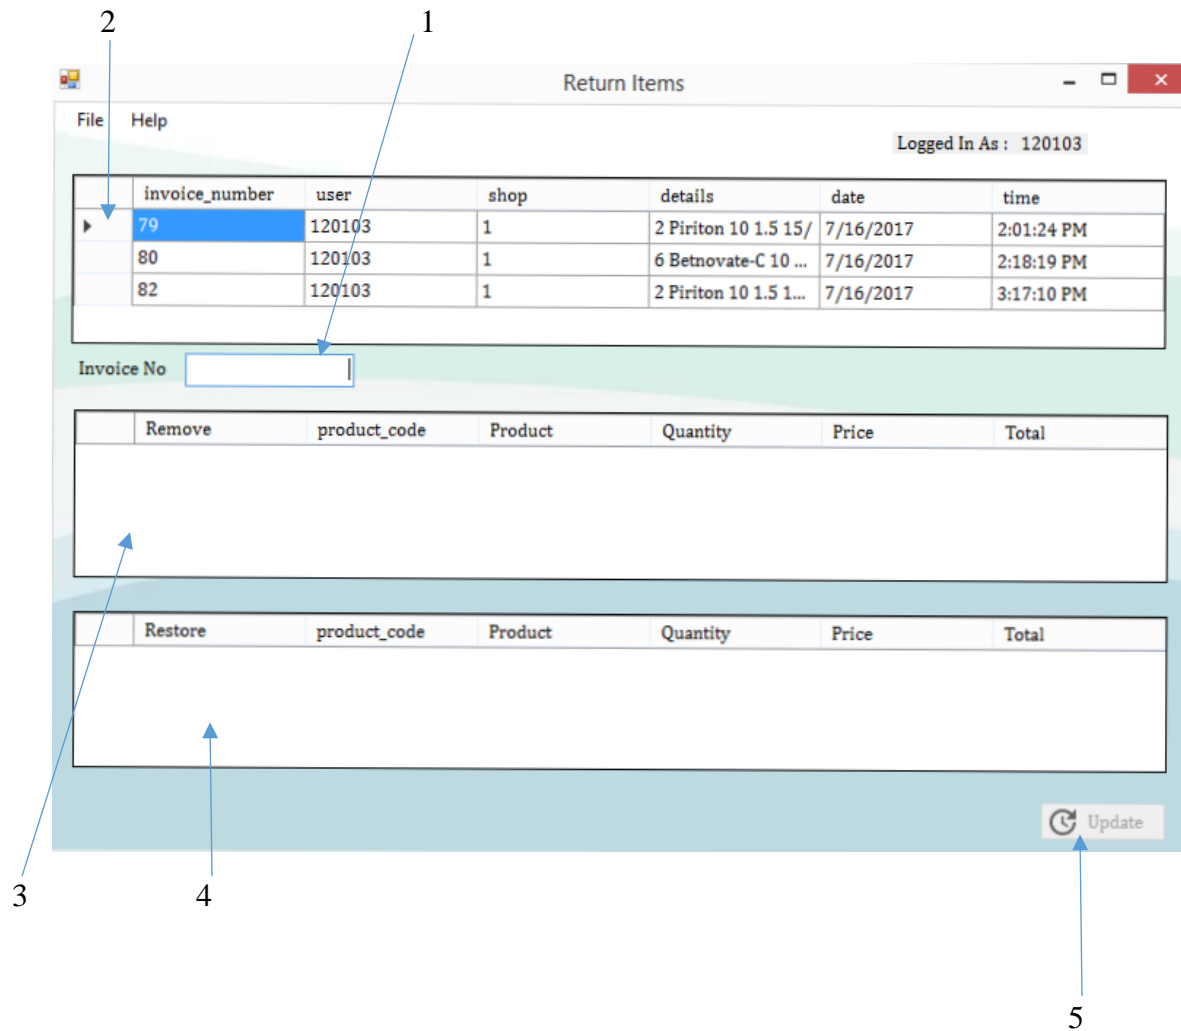 2 1
Return Items
File Help
Logged In As : 120103
invoice_number user shop details date time
79 120103 1 2 Piriton 10 1.5 15/ 7/16/2017 2:01:24 PM
80 120103 1 6 Betnovate-C 10 ... 7/16/2017 2:18:19 PM
82 120103 1 2 Piriton 10 1.5 1... 7/16/2017 3:17:10 PM
Invoice No
Remove product_code Product Quantity Price Total
Restore product_code Product Quantity Price Total
Update
3 4
5